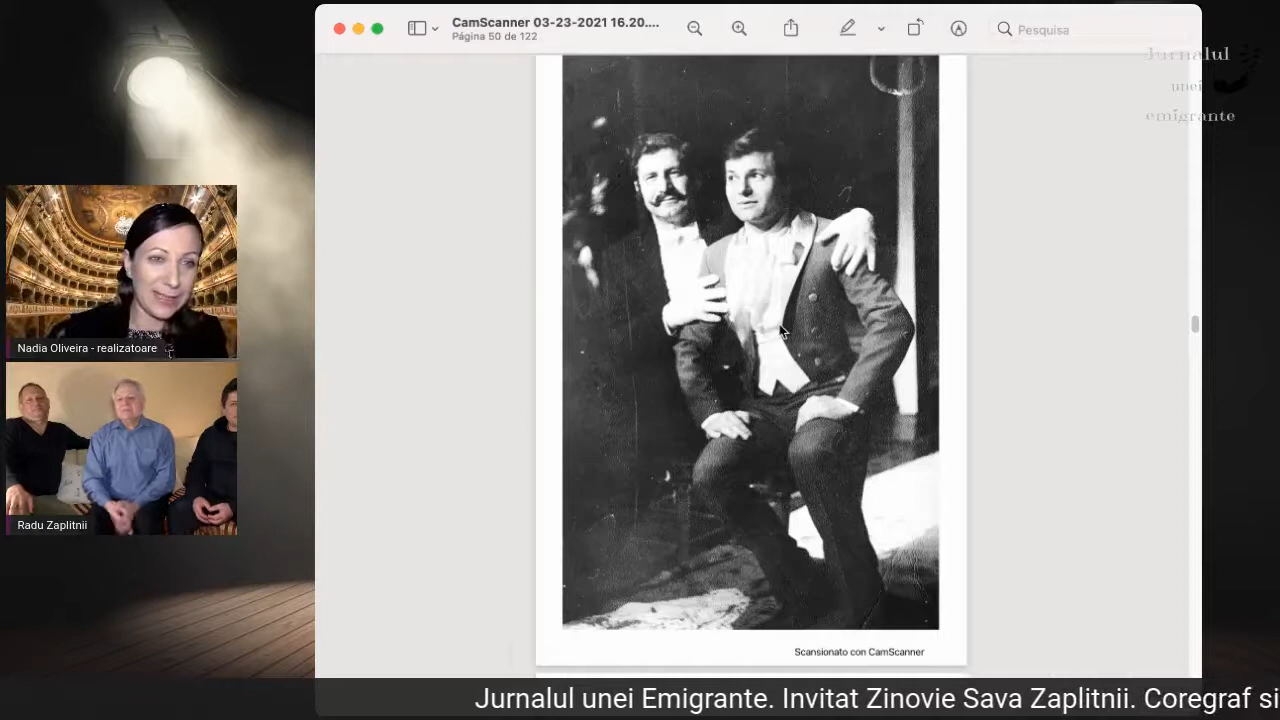 CamScanner 03-23-2021 16.20....
Página 50 de 122
Pesquisa
Jurnalul
unei
emigrante
Nadia Oliveira - realizatoare
Radu Zaplitnii
Scansionato con CamScanner
Jurnalul unei Emigrante. Invitat Zinovie Sava Zaplitnii. Coregraf si